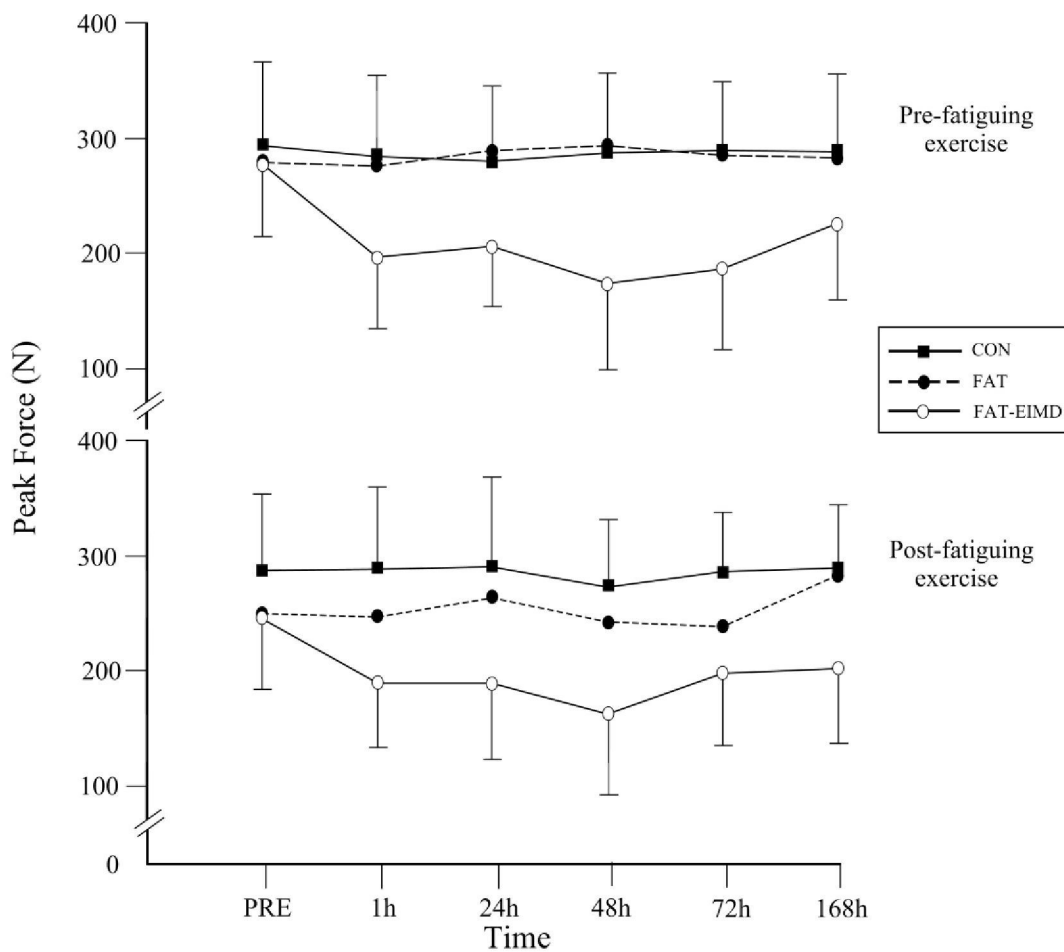 400
300
200
100
Pre-fatiguing
exercise
CON
FAT
FAT-EIMD
Peak Force (N)
400
300
200
100
0
Post-fatiguing
exercise
PRE
1h
24h
48h
72h
168h
Time